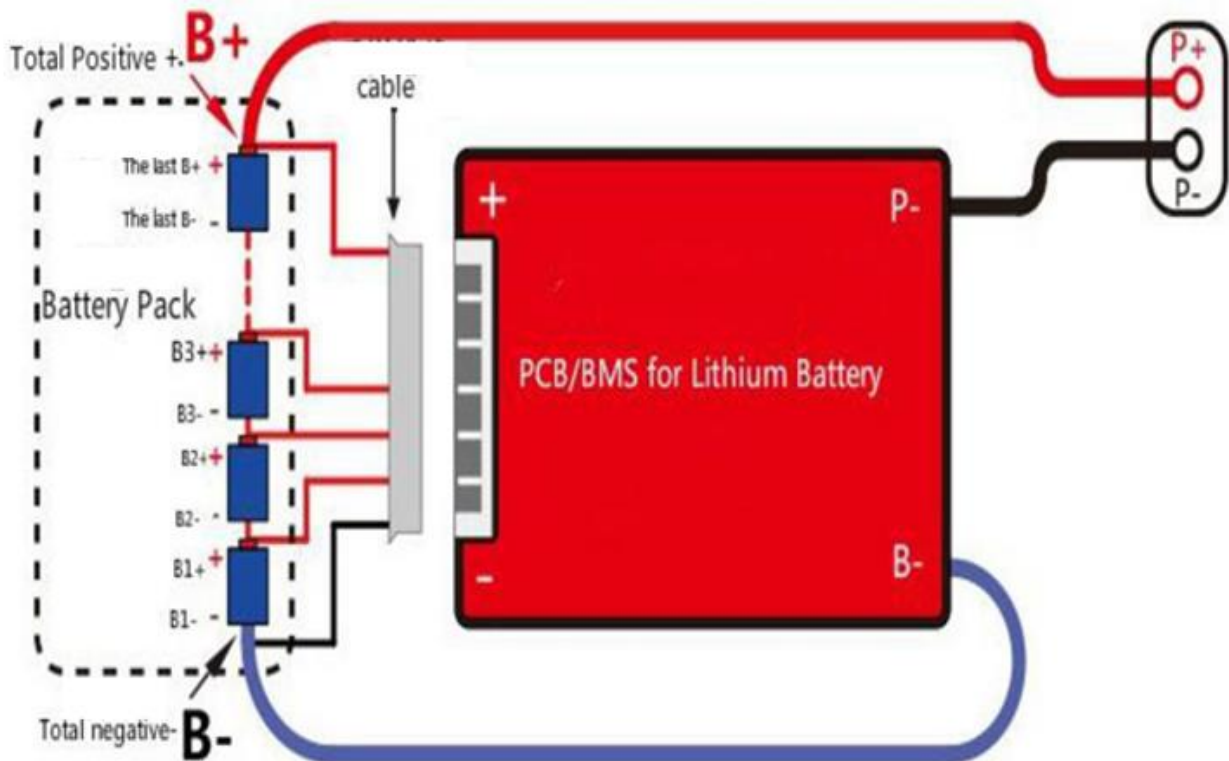 Total Positive +- B+
cable
P+
P-
The last B+ +
The last B- -
Battery Pack
B3+ +
B3- -
B2+ +
B2- -
B1+ +
B1- -
+
P-
PCB/BMS for Lithium Battery
B-
-
Total negative- B-